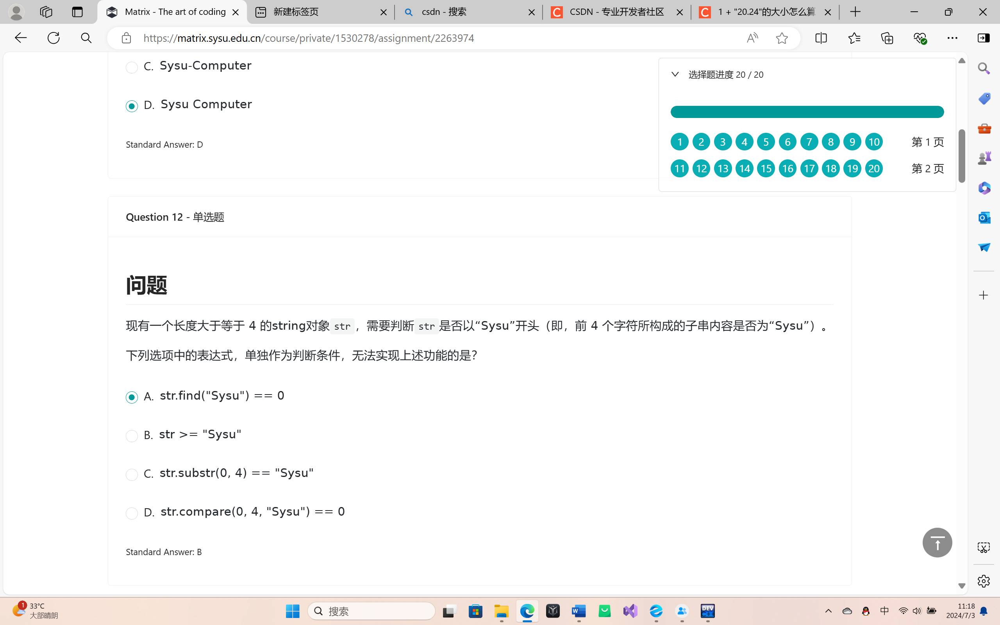 Matrix - The art of coding
新建标签页
csdn - 搜索
CSDN - 专业开发者社区
1 + "20.24"的大小怎么算
https://matrix.sysu.edu.cn/course/private/1530278/assignment/2263974
C. Sysu-Computer
D. Sysu Computer
Standard Answer: D
选择题进度 20 / 20
1 2 3 4 5 6 7 8 9 10 第 1 页
11 12 13 14 15 16 17 18 19 20 第 2 页
Question 12 - 单选题
问题
现有一个长度大于等于 4 的string对象 str ，需要判断 str 是否以“Sysu”开头（即，前 4 个字符所构成的子串内容是否为“Sysu”）。
下列选项中的表达式，单独作为判断条件，无法实现上述功能的是？
A. str.find("Sysu") == 0
B. str >= "Sysu"
C. str.substr(0, 4) == "Sysu"
D. str.compare(0, 4, "Sysu") == 0
Standard Answer: B
1
33°C
大部晴朗
搜索
DEV
C++
中
11:18
2024/7/3